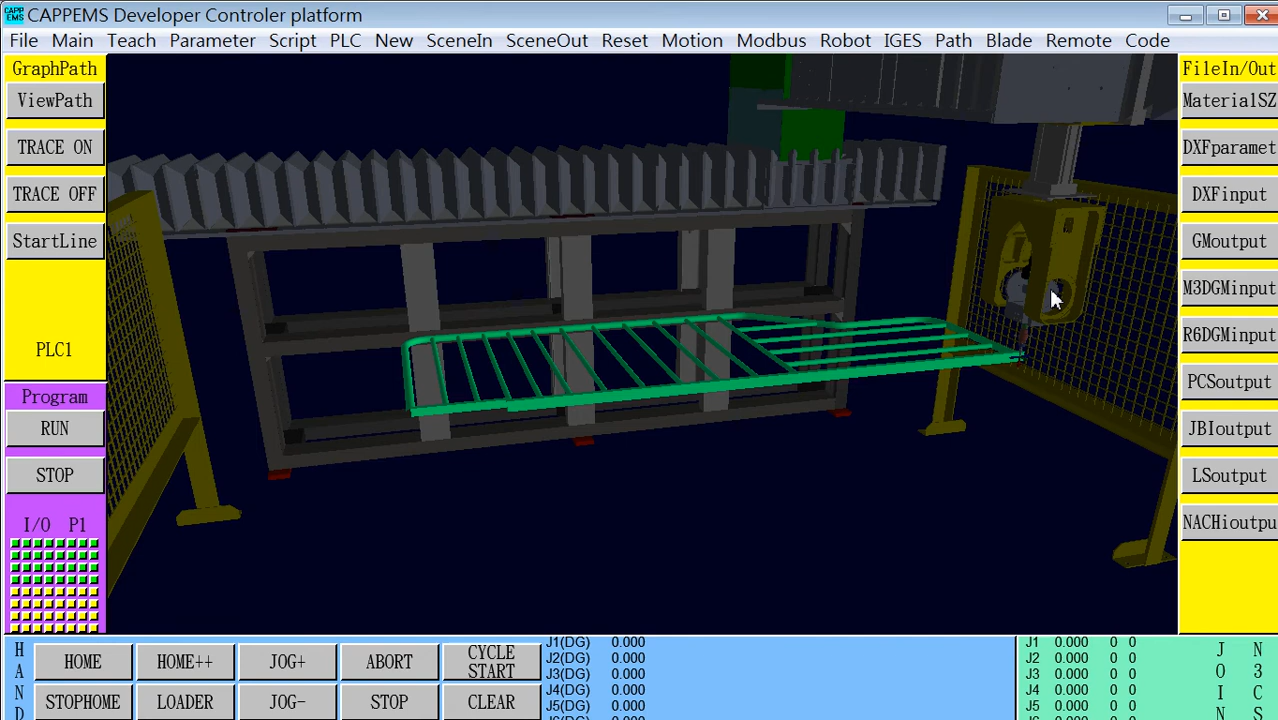 CAPP
EMS
CAPPEMS Developer Controler platform
File Main Teach Parameter Script PLC New SceneIn SceneOut Reset Motion Modbus Robot IGES Path Blade Remote Code
GraphPath
ViewPath
TRACE ON
TRACE OFF
StartLine
PLC1
Program
RUN
STOP
I/O P1
FileIn/Out
MaterialSZ
DXFparamet
DXFinput
GMoutput
M3DGMinput
R6DGMinput
PCSoutput
JBIoutput
LSoutput
NACHioutpu
H
A
N
D
HOME
HOME++
JOG+
ABORT
CYCLE
START
STOPHOME
LOADER
JOG-
STOP
CLEAR
J1(DG) 0.000
J2(DG) 0.000
J3(DG) 0.000
J4(DG) 0.000
J5(DG) 0.000
J1 0.000 0 0
J2 0.000 0 0
J3 0.000 0 0
J4 0.000 0 0
J5 0.000 0 0
J
O
I
N
N
3
C
S